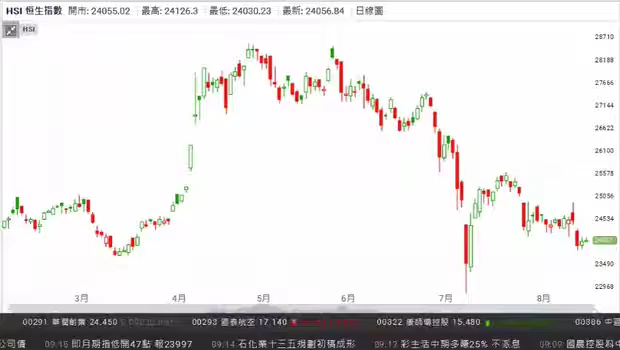 HSI 恒生指數 開市: 24055.02 最高: 24126.3 最低: 24030.23 最新: 24056.84 日線圖
HSI
28710
28188
27666
27144
26622
26100
25578
25056
24534
24057
23490
22968
3月 4月 5月 6月 7月 8月
00291 華潤創業 24.450 00293 國泰航空 17.140 00322 康師傅控股 15.480 00386 中
公司債 09:16 即月期指低開47點 報23997 09:14 石化業十三五規劃初稿成形 09:13 彩生活中期多賺25% 不派息 09:09 國農控股料中